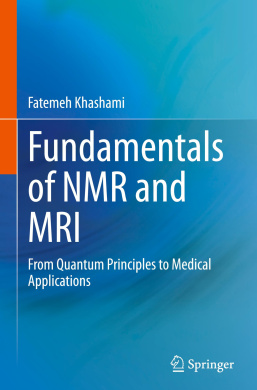 Fatemeh Khashami
Fundamentals
of NMR and
MRI
From Quantum Principles to Medical
Applications
Springer